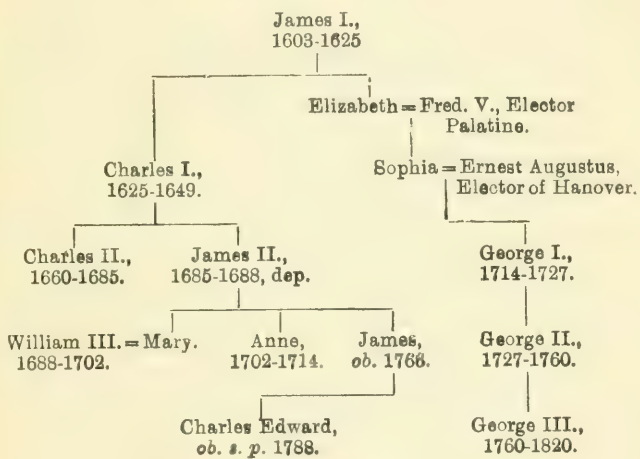 James I.,
1603-1625
Elizabeth = Fred. V., Elector
Palatine.
Charles I.,
1625-1649.
Sophia = Ernest Augustus,
Elector of Hanover.
Charles II.,
1660-1685.
James II.,
1685-1688, dep.
George I.,
1714-1727.
William III. = Mary.
1688-1702.
Anne,
1702-1714.
James,
ob. 1766.
George II.,
1727-1760.
Charles Edward,
ob. s. p. 1788.
George III.,
1760-1820.